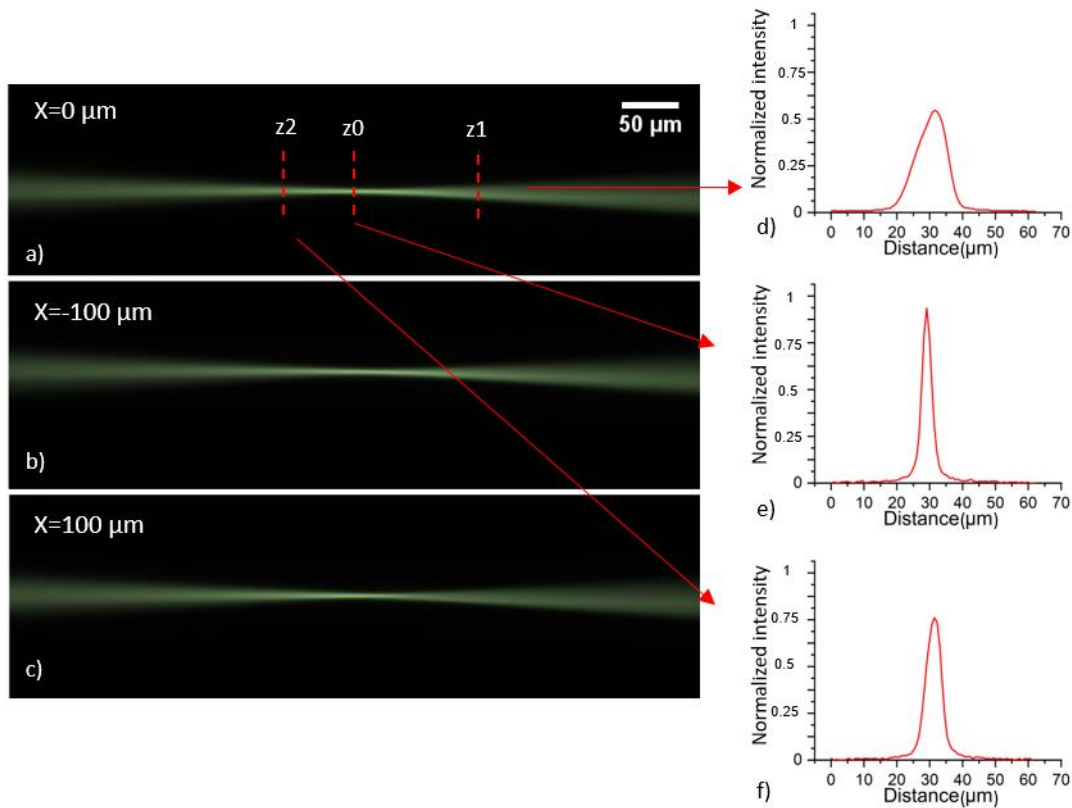 X=0 µm
z2
z0
z1
50 µm
a)
X=-100 µm
b)
X=100 µm
c)
Normalized intensity
1
0.75
0.5
0.25
0
0 10 20 30 40 50 60 70
Distance(µm)
d)
Normalized intensity
1
0.75
0.5
0.25
0
0 10 20 30 40 50 60 70
Distance(µm)
e)
Normalized intensity
1
0.75
0.5
0.25
0
0 10 20 30 40 50 60 70
Distance(µm)
f)